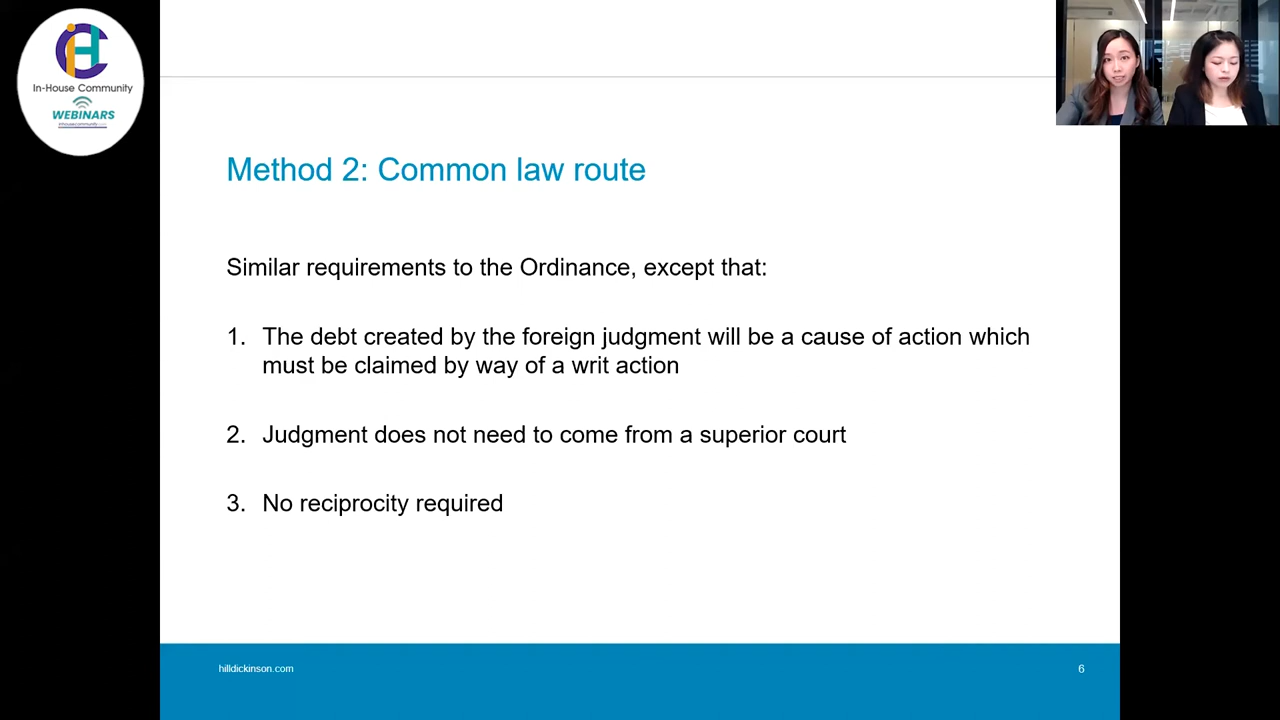 iHC
In-House Community
WEBINARS
Method 2: Common law route
Similar requirements to the Ordinance, except that:
1. The debt created by the foreign judgment will be a cause of action which
must be claimed by way of a writ action
2. Judgment does not need to come from a superior court
3. No reciprocity required
hilldickinson.com
6